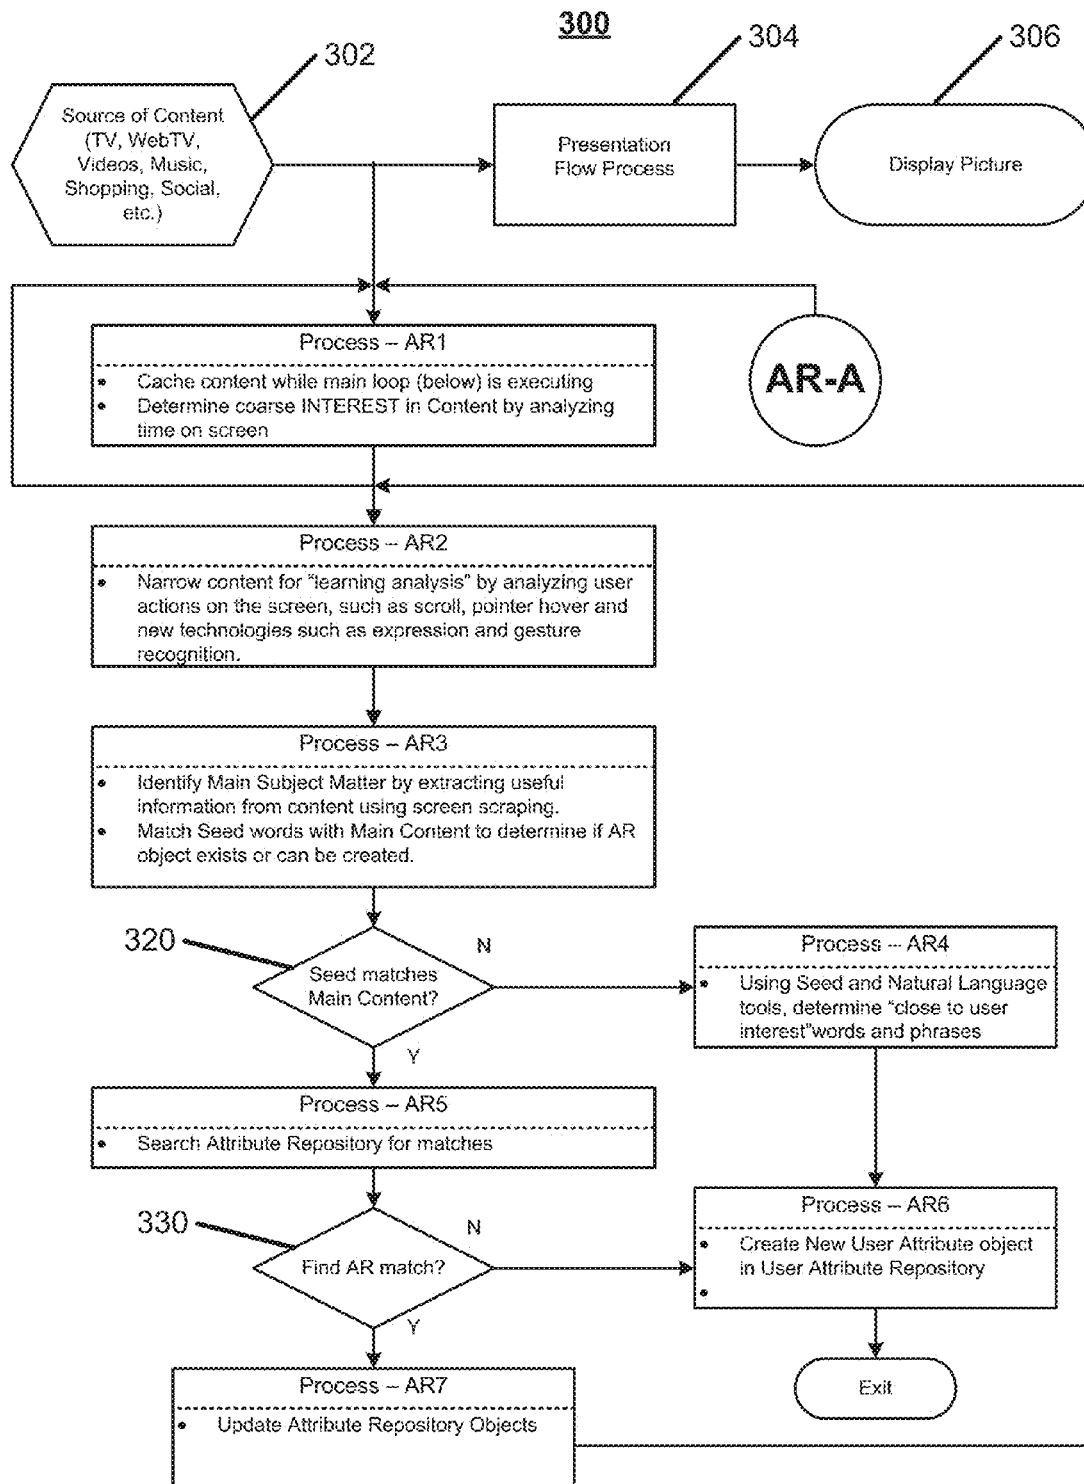 300
302
304
306
Source of Content
(TV, WebTV,
Videos, Music,
Shopping, Social,
etc.)
Presentation
Flow Process
Display Picture
Process – AR1
• Cache content while main loop (below) is executing
• Determine coarse INTEREST in Content by analyzing
time on screen
AR-A
Process – AR2
• Narrow content for "learning analysis" by analyzing user
actions on the screen, such as scroll, pointer hover and
new technologies such as expression and gesture
recognition.
Process – AR3
• Identify Main Subject Matter by extracting useful
information from content using screen scraping.
• Match Seed words with Main Content to determine if AR
object exists or can be created.
320
Seed matches
Main Content?
N
Y
Process – AR4
• Using Seed and Natural Language
tools, determine "close to user
interest"words and phrases
Process – AR5
• Search Attribute Repository for matches
330
Find AR match?
N
Y
Process – AR6
• Create New User Attribute object
in User Attribute Repository
•
Exit
Process – AR7
• Update Attribute Repository Objects